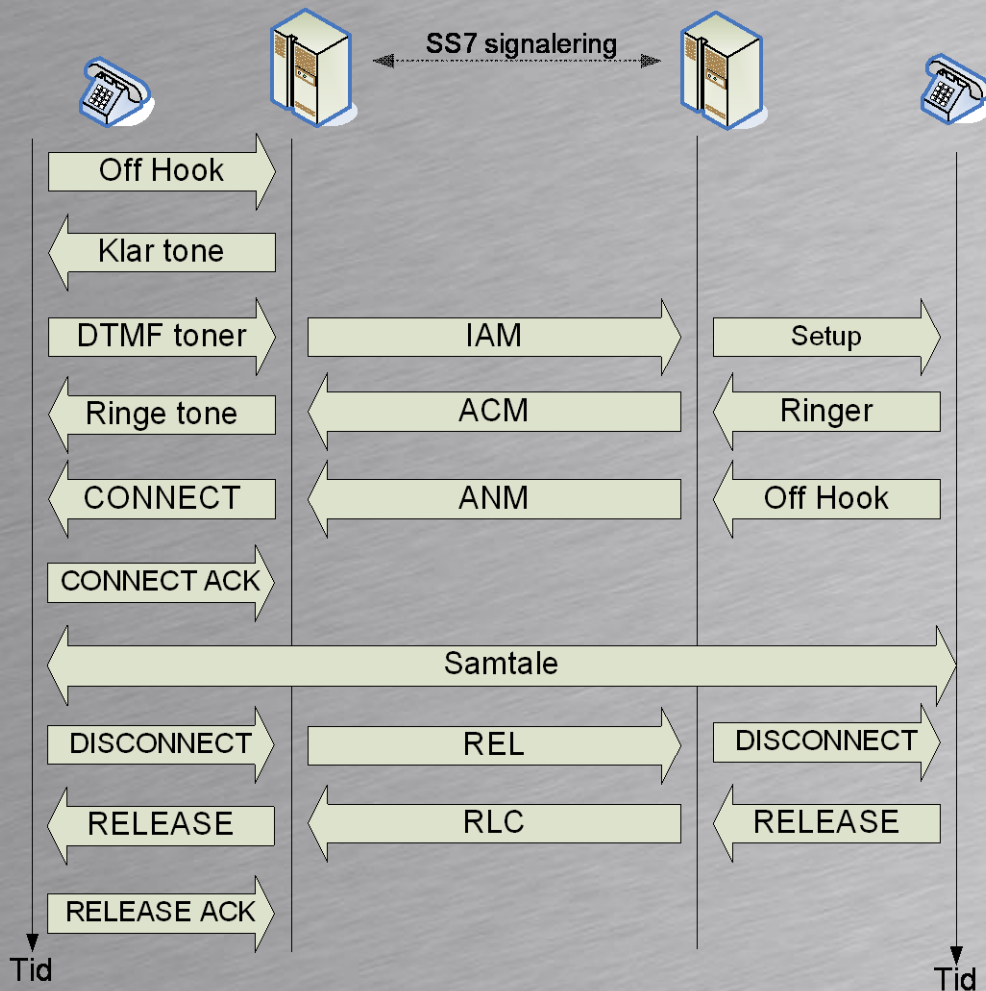 SS7 signalering
Off Hook
Klar tone
DTMF toner
IAM
Setup
Ringe tone
ACM
Ringer
CONNECT
ANM
Off Hook
CONNECT ACK
Samtale
DISCONNECT
REL
DISCONNECT
RELEASE
RLC
RELEASE
RELEASE ACK
Tid
Tid